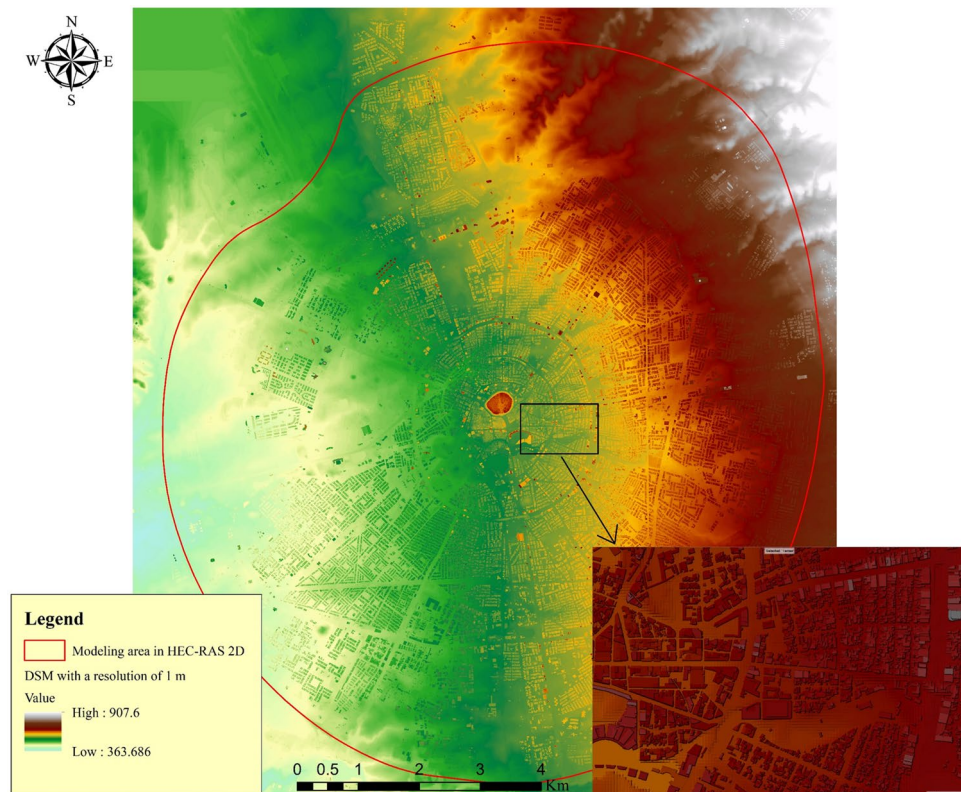 N
W E
S
Legend
Modeling area in HEC-RAS 2D
DSM with a resolution of 1 m
Value
High : 907.6
Low : 363.686
0 0.5 1 2 3 4
Km